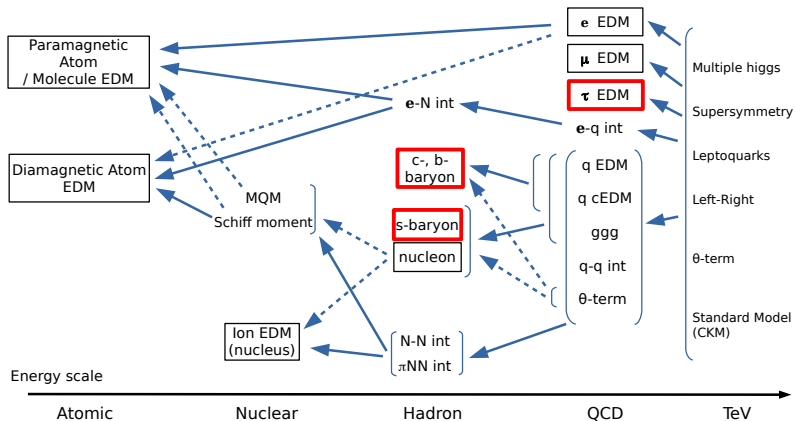 e EDM
Paramagnetic
Atom
/ Molecule EDM
μ EDM
Multiple higgs
τ EDM
e-N int
Supersymmetry
e-q int
Leptoquarks
c-, b-
baryon
q EDM
Diamagnetic Atom
EDM
MQM
q cEDM
Left-Right
Schiff moment
s-baryon
ggg
nucleon
q-q int
θ-term
θ-term
Ion EDM
(nucleus)
N-N int
πNN int
Standard Model
(CKM)
Energy scale
Atomic
Nuclear
Hadron
QCD
TeV